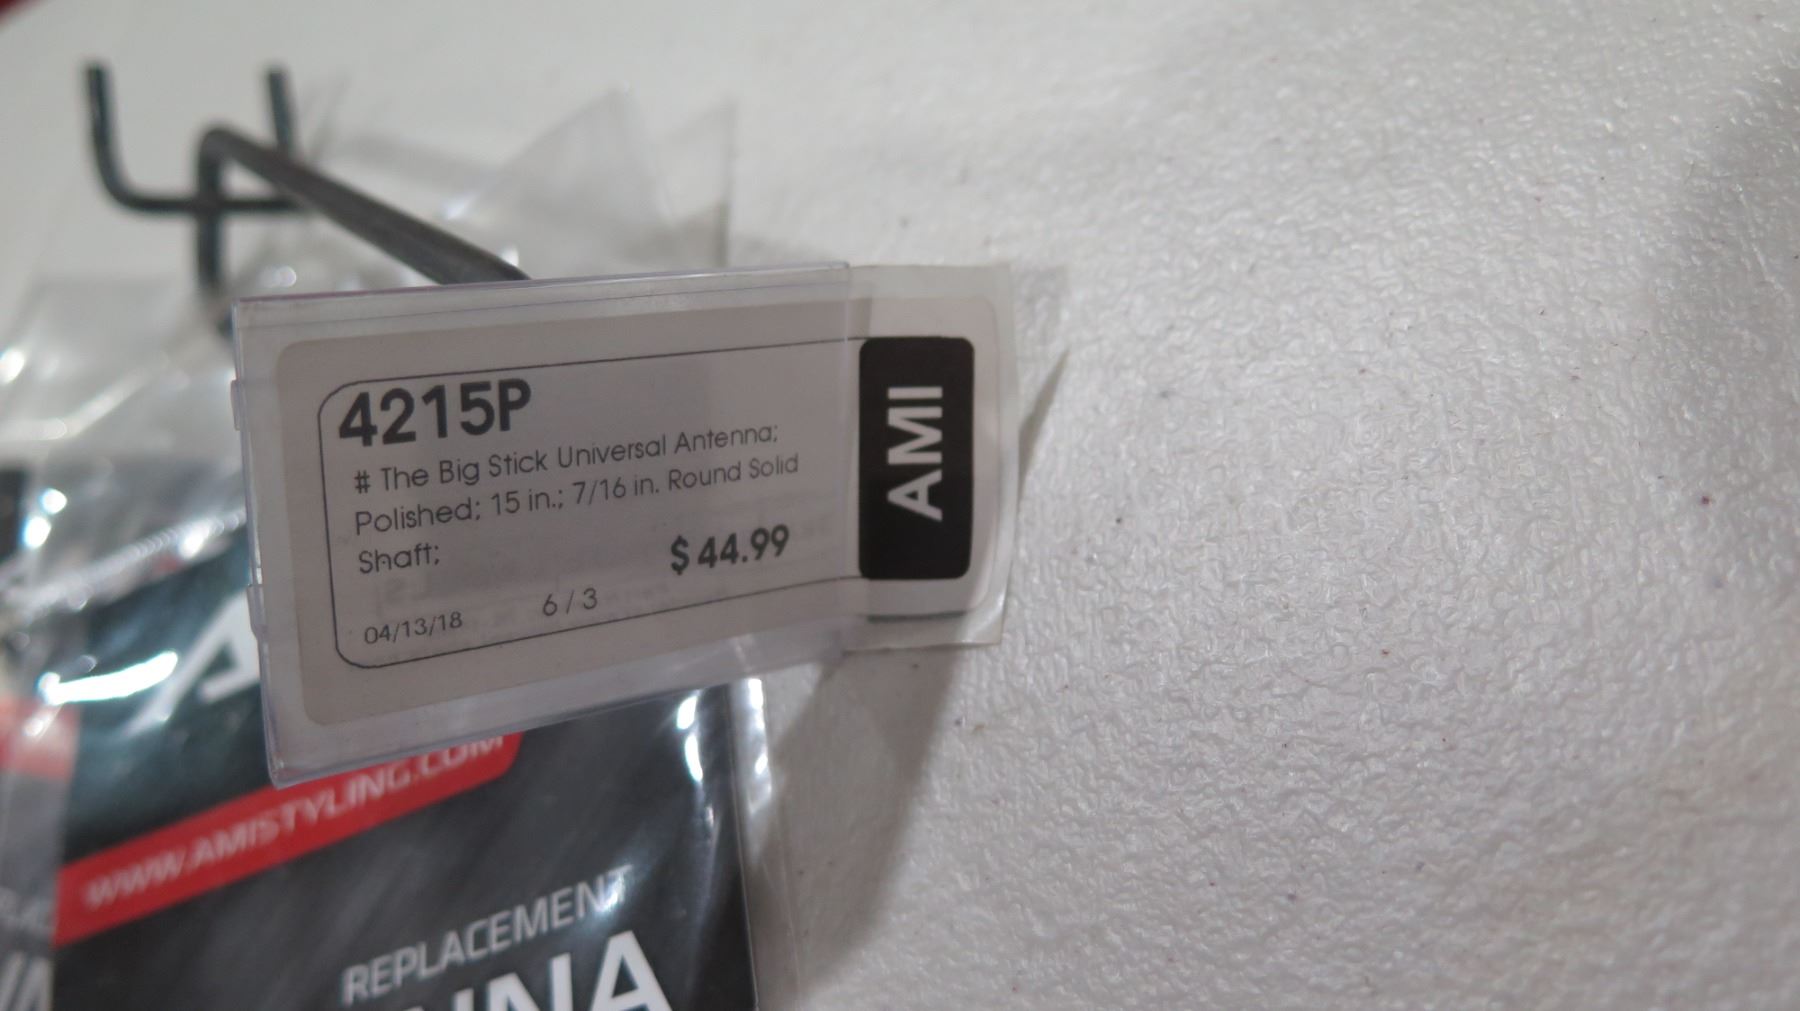 4215P
# The Big Stick Universal Antenna;
Polished; 15 in.; 7/16 in. Round Solid
Shaft;
$44.99
04/13/18
6 / 3
AMI
WWW.AMISTYLING.COM
REPLACEMENT